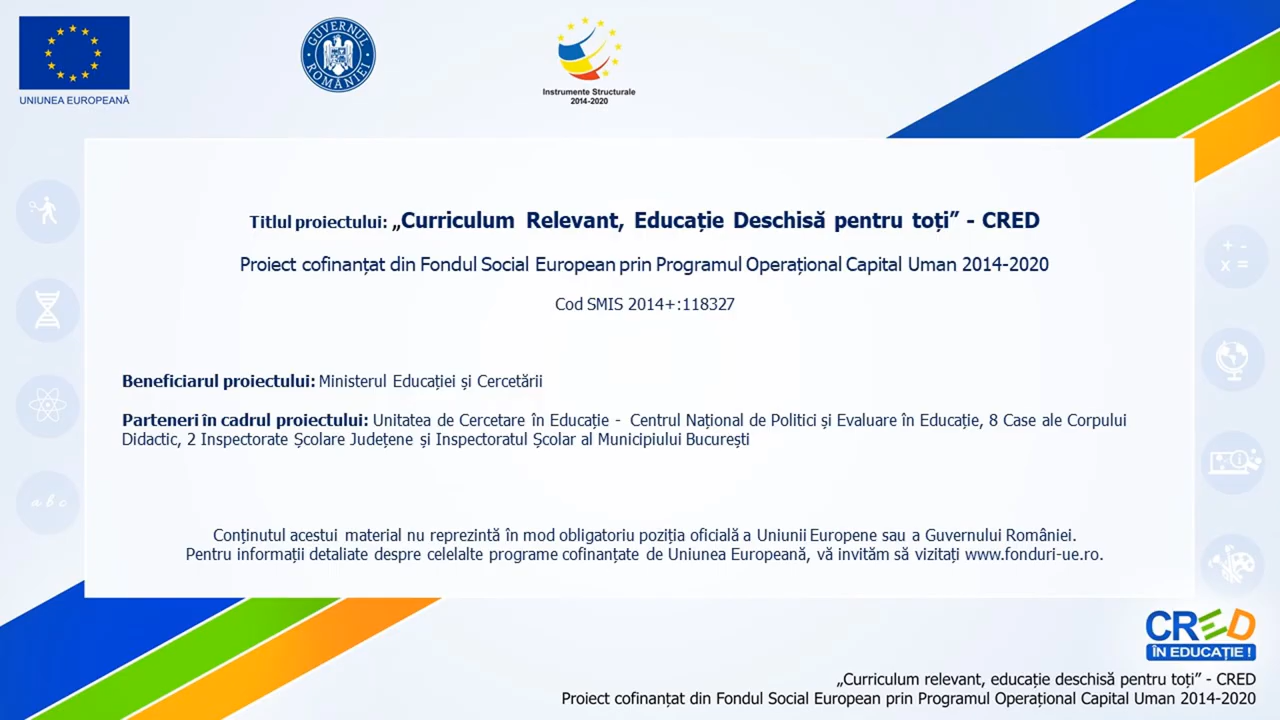 UNIUNEA EUROPEANĂ
GUVERNUL ROMÂNIEI
Instrumente Structurale
2014-2020
Titlul proiectului: „Curriculum Relevant, Educație Deschisă pentru toți” - CRED
Proiect cofinanțat din Fondul Social European prin Programul Operațional Capital Uman 2014-2020
Cod SMIS 2014+:118327
+ -
x =
Beneficiarul proiectului: Ministerul Educației și Cercetării
Parteneri în cadrul proiectului: Unitatea de Cercetare în Educație - Centrul Național de Politici și Evaluare în Educație, 8 Case ale Corpului
Didactic, 2 Inspectorate Școlare Județene și Inspectoratul Școlar al Municipiului București
a b c
Conținutul acestui material nu reprezintă în mod obligatoriu poziția oficială a Uniunii Europene sau a Guvernului României.
Pentru informații detaliate despre celelalte programe cofinanțate de Uniunea Europeană, vă invităm să vizitați www.fonduri-ue.ro.
CRED
ÎN EDUCAȚIE !
„Curriculum relevant, educație deschisă pentru toți” - CRED
Proiect cofinanțat din Fondul Social European prin Programul Operațional Capital Uman 2014-2020